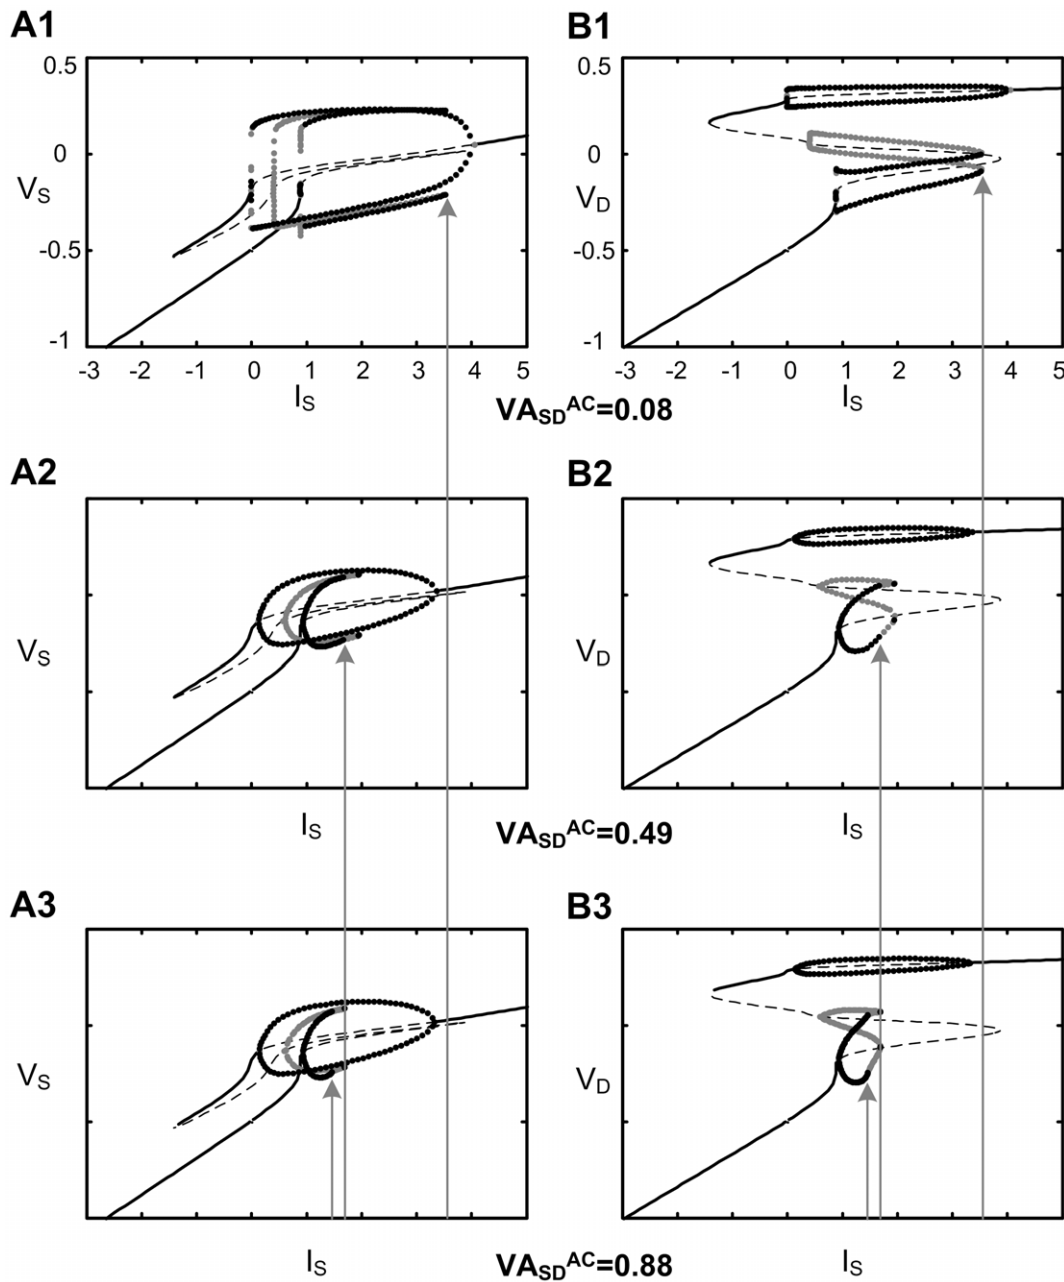 A1 B1
0.5 0.5
0 0
V_S V_D
-0.5 -0.5
-1 -1
-3 -2 -1 0 1 2 3 4 5 -3 -2 -1 0 1 2 3 4 5
I_S I_S
VA_SD^AC=0.08
A2 B2
V_S V_D
I_S I_S
VA_SD^AC=0.49
A3 B3
V_S V_D
I_S I_S
VA_SD^AC=0.88